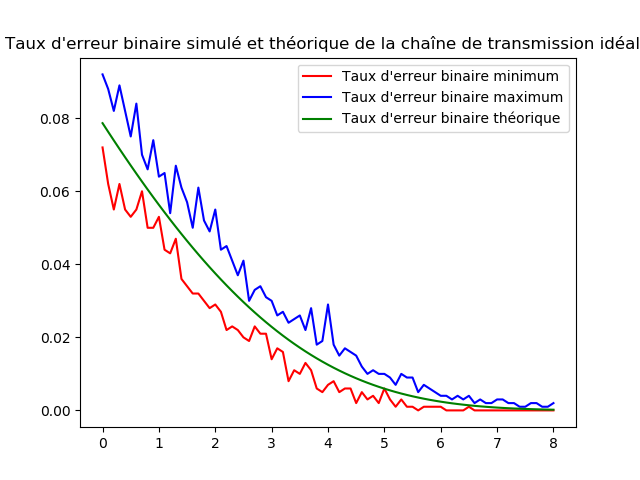 Taux d'erreur binaire simulé et théorique de la chaîne de transmission idéal
Taux d'erreur binaire minimum
Taux d'erreur binaire maximum
Taux d'erreur binaire théorique
0.08
0.06
0.04
0.02
0.00
0 1 2 3 4 5 6 7 8